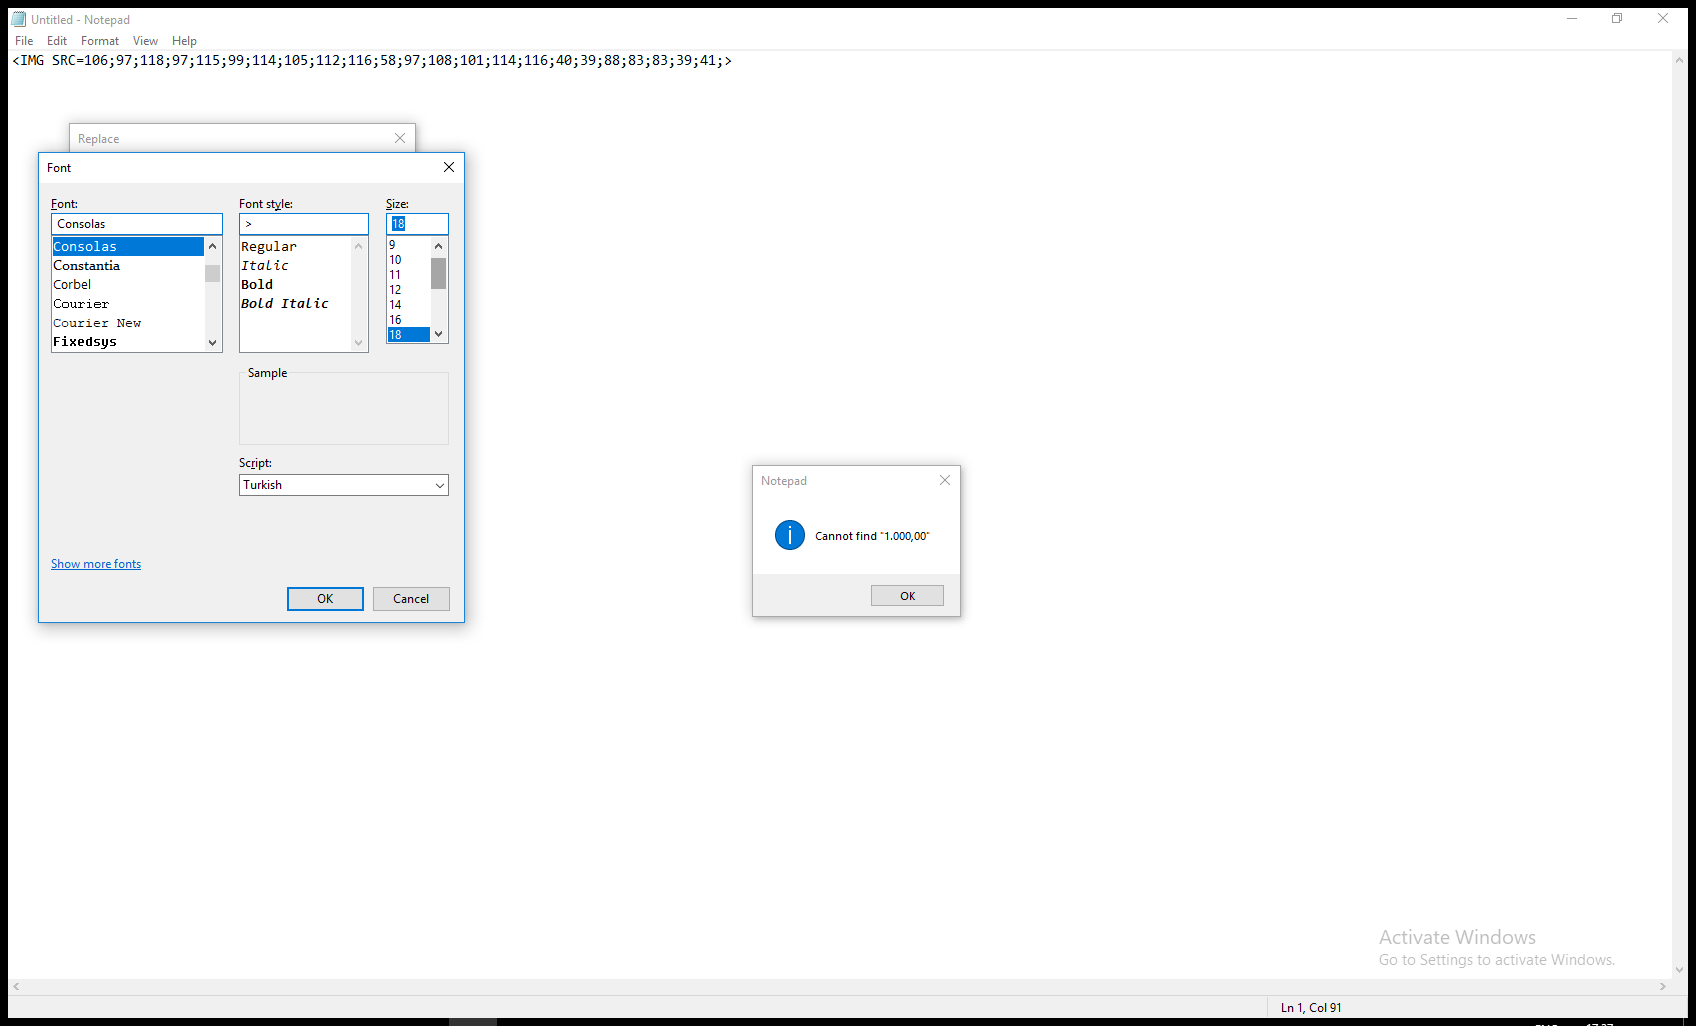 Untitled - Notepad
File Edit Format View Help
<IMG SRC=106;97;118;97;115;99;114;105;112;116;58;97;108;101;114;116;40;39;88;83;83;39;41;>
Replace
Font
Font:
Consolas
Consolas
Constantia
Corbel
Courier
Courier New
Fixedsys
Font style:
>
Regular
Italic
Bold
Bold Italic
Size:
18
9
10
11
12
14
16
18
Sample
Script:
Turkish
Show more fonts
OK Cancel
Notepad
Cannot find "1.000,00"
OK
Activate Windows
Go to Settings to activate Windows.
Ln 1, Col 91